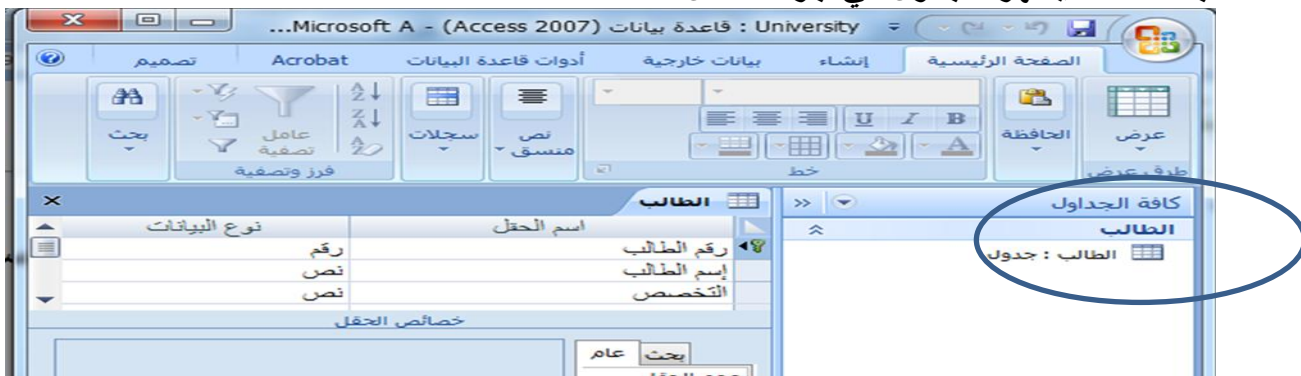 University : قاعدة بيانات (Access 2007) - Microsoft A...
الصفحة الرئيسية إنشاء بيانات خارجية أدوات قاعدة البيانات Acrobat تصميم
عرض
طرق عرض
الحافظة
B I U
خط
نص منسق
سجلات
عامل تصفية
فرز وتصفية
بحث
كافة الجداول
الطالب
الطالب : جدول
الطالب
اسم الحقل نوع البيانات
رقم الطالب رقم
إسم الطالب نص
التخصص نص
خصائص الحقل
عام بحث